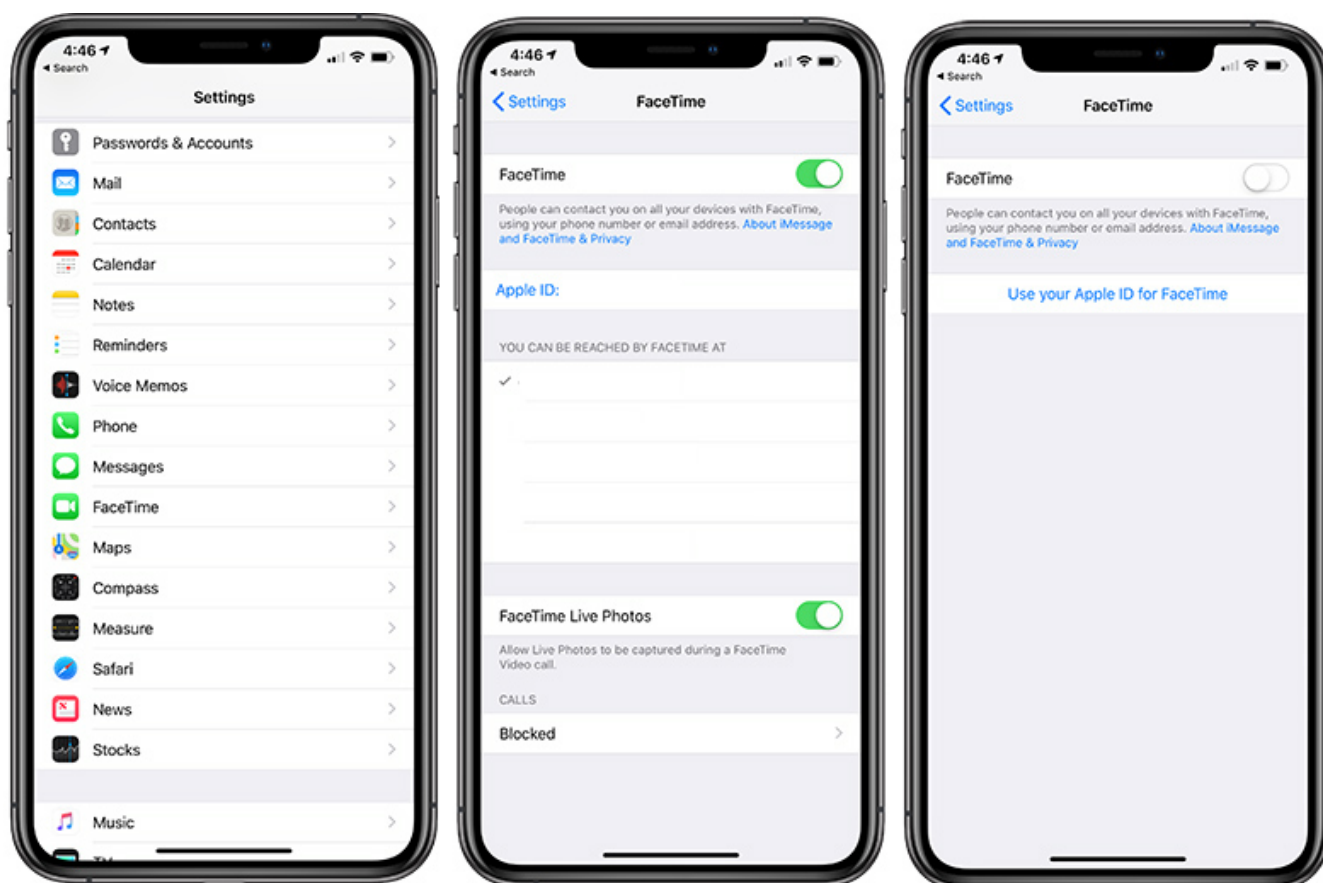 4:46
Search
Settings
Passwords & Accounts
Mail
Contacts
Calendar
Notes
Reminders
Voice Memos
Phone
Messages
FaceTime
Maps
Compass
Measure
Safari
News
Stocks
Music
4:46
Search
Settings
FaceTime
FaceTime
People can contact you on all your devices with FaceTime,
using your phone number or email address. About iMessage
and FaceTime & Privacy
Apple ID:
YOU CAN BE REACHED BY FACETIME AT
FaceTime Live Photos
Allow Live Photos to be captured during a FaceTime
Video call.
CALLS
Blocked
4:46
Search
Settings
FaceTime
FaceTime
People can contact you on all your devices with FaceTime,
using your phone number or email address. About iMessage
and FaceTime & Privacy
Use your Apple ID for FaceTime